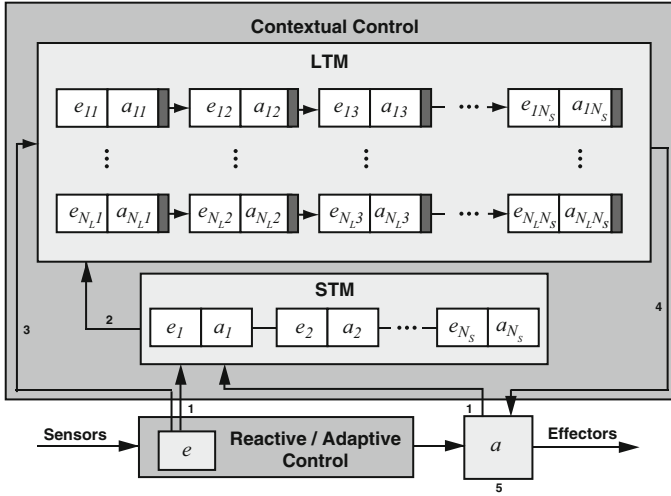 Contextual Control
LTM
e11 a11 e12 a12 e13 a13 ... e1NS a1NS
eNL1 aNL1 eNL2 aNL2 eNL3 aNL3 ... eNLNS aNLNS
STM
3 2 e1 a1 e2 a2 ... eNS aNS 4
1 1
Sensors e Reactive / Adaptive a Effectors
Control
5